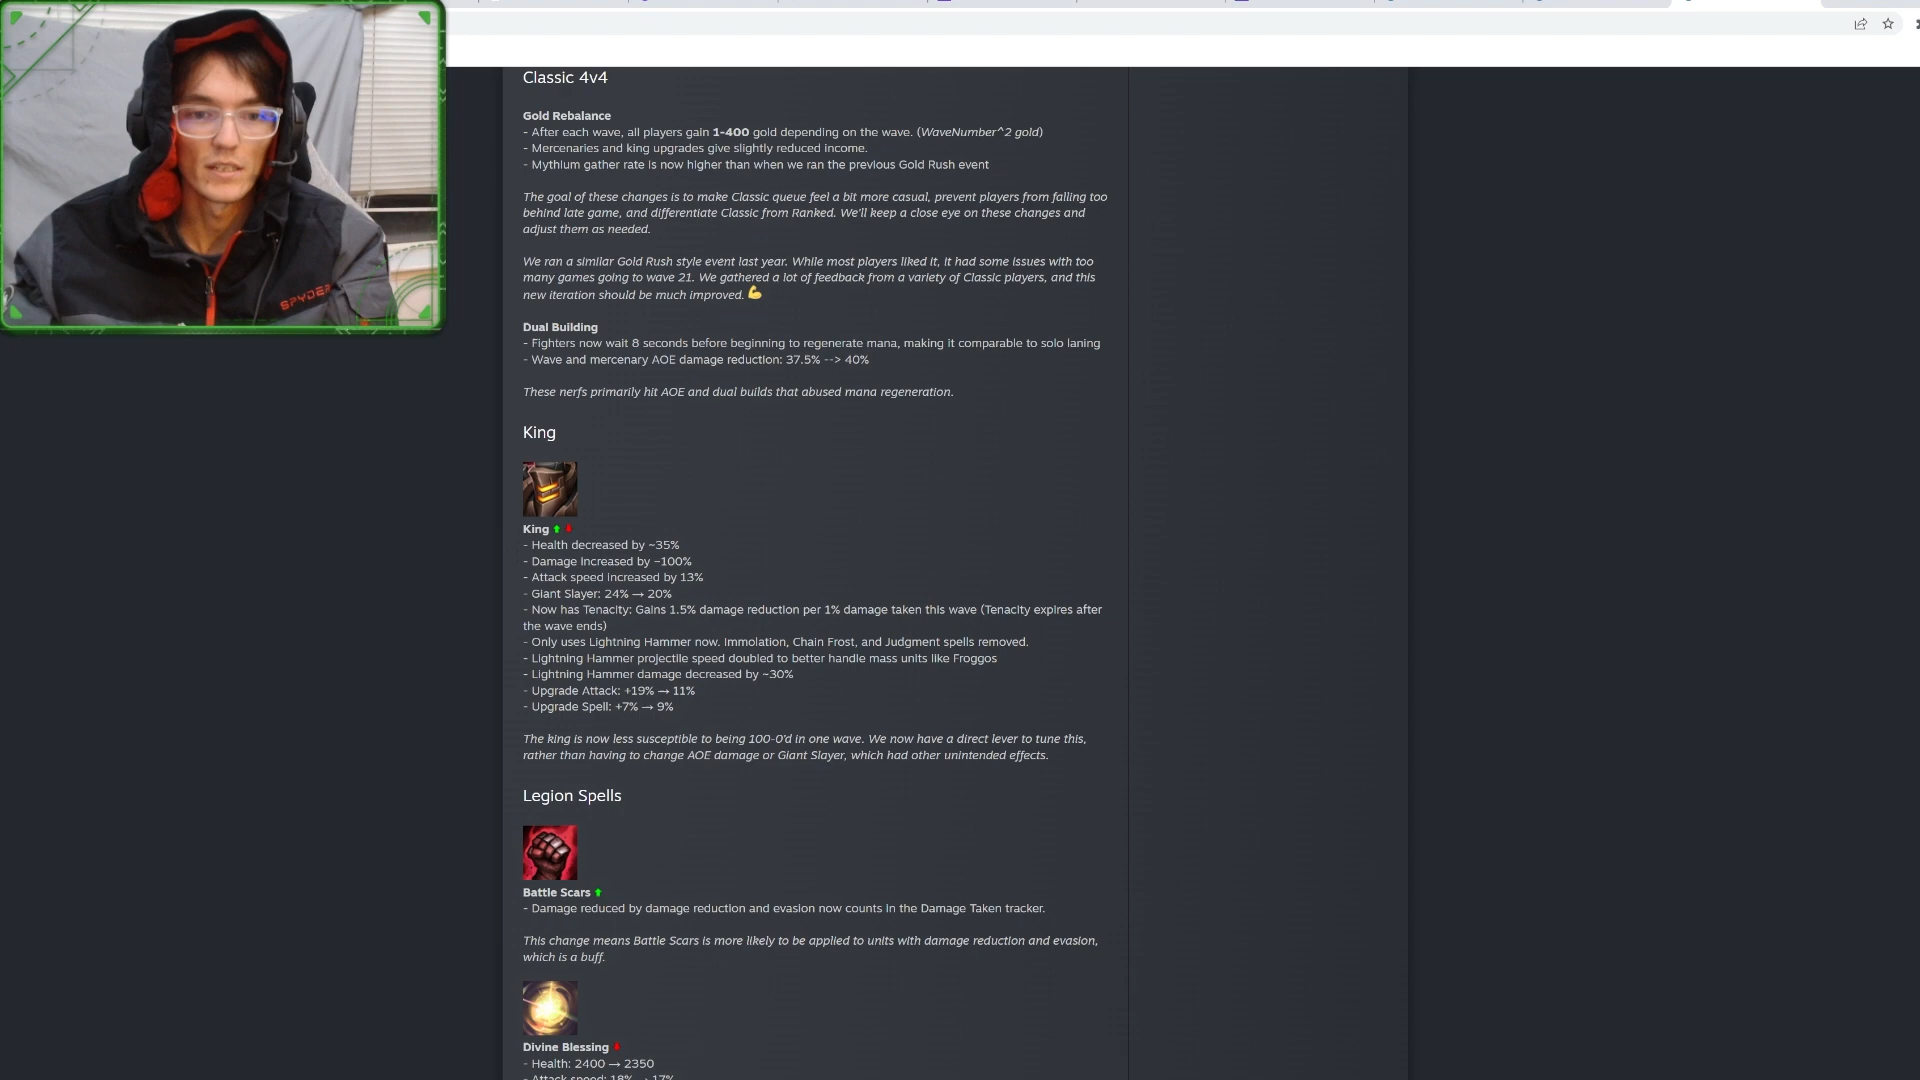 SPYDER
Classic 4v4
Gold Rebalance
- After each wave, all players gain 1-400 gold depending on the wave. (WaveNumber^2 gold)
- Mercenaries and king upgrades give slightly reduced income.
- Mythium gather rate is now higher than when we ran the previous Gold Rush event
The goal of these changes is to make Classic queue feel a bit more casual, prevent players from falling too
behind late game, and differentiate Classic from Ranked. We'll keep a close eye on these changes and
adjust them as needed.
We ran a similar Gold Rush style event last year. While most players liked it, it had some issues with too
many games going to wave 21. We gathered a lot of feedback from a variety of Classic players, and this
new iteration should be much improved. 💪
Dual Building
- Fighters now wait 8 seconds before beginning to regenerate mana, making it comparable to solo laning
- Wave and mercenary AOE damage reduction: 37.5% --> 40%
These nerfs primarily hit AOE and dual builds that abused mana regeneration.
King
King
- Health decreased by ~35%
- Damage increased by ~100%
- Attack speed increased by 13%
- Giant Slayer: 24% → 20%
- Now has Tenacity: Gains 1.5% damage reduction per 1% damage taken this wave (Tenacity expires after
the wave ends)
- Only uses Lightning Hammer now. Immolation, Chain Frost, and Judgment spells removed.
- Lightning Hammer projectile speed doubled to better handle mass units like Froggos
- Lightning Hammer damage decreased by ~30%
- Upgrade Attack: +19% → 11%
- Upgrade Spell: +7% → 9%
The king is now less susceptible to being 100-0'd in one wave. We now have a direct lever to tune this,
rather than having to change AOE damage or Giant Slayer, which had other unintended effects.
Legion Spells
Battle Scars
- Damage reduced by damage reduction and evasion now counts in the Damage Taken tracker.
This change means Battle Scars is more likely to be applied to units with damage reduction and evasion,
which is a buff.
Divine Blessing
- Health: 2400 → 2350
- Attack speed: 18% → 17%